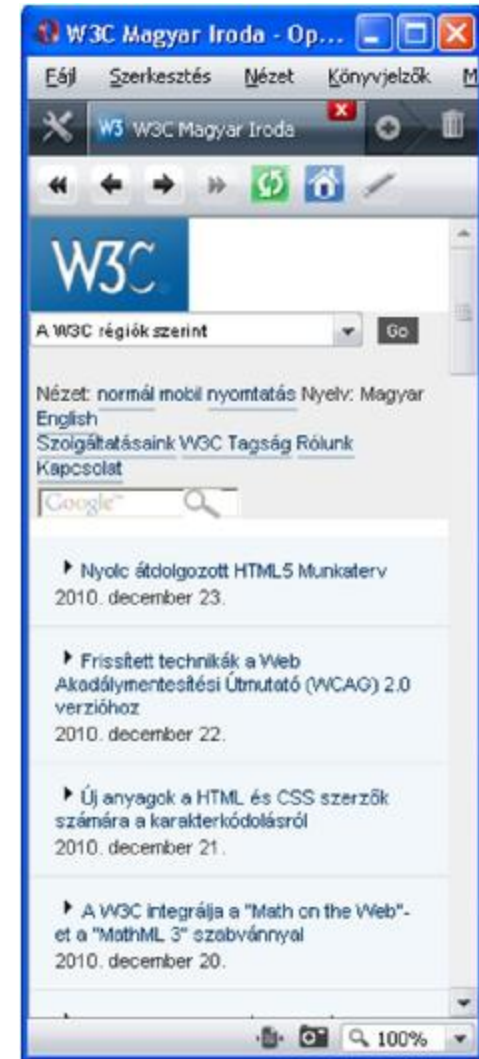 W3C Magyar Iroda - Op...
Fájl Szerkesztés Nézet Könyvjelzők M
W3 W3C Magyar Iroda
W3C
A W3C régiók szerint Go
Nézet: normál mobil nyomtatás Nyelv: Magyar
English
Szolgáltatásaink W3C Tagság Rólunk
Kapcsolat
Google™
Nyolc átdolgozott HTML5 Munkaterv
2010. december 23.
Frissített technikák a Web
Akadálymentesítési Útmutató (WCAG) 2.0
verzióhoz
2010. december 22.
Új anyagok a HTML és CSS szerzők
számára a karakterkódolásról
2010. december 21.
A W3C integrálja a "Math on the Web"-
et a "MathML 3" szabvánnyal
2010. december 20.
100%